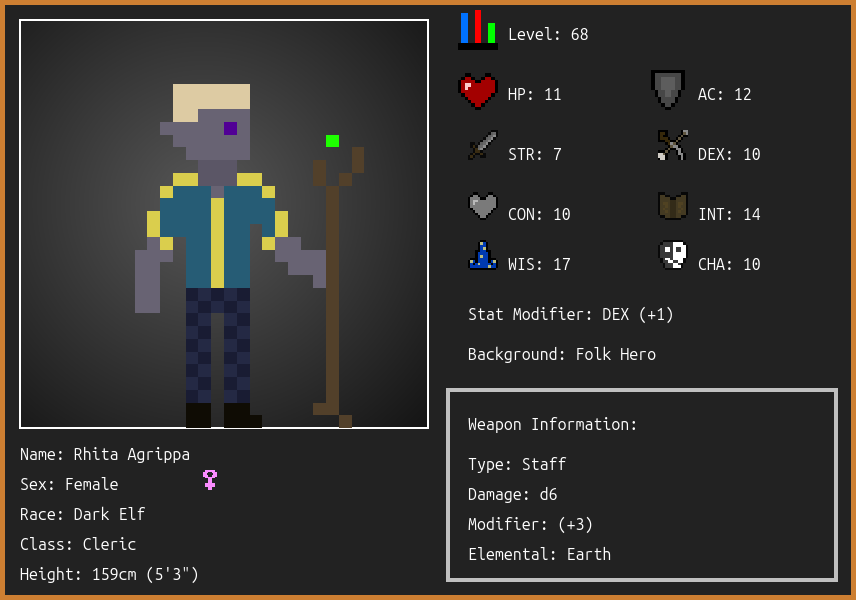 Level: 68
HP: 11
AC: 12
STR: 7
DEX: 10
CON: 10
INT: 14
WIS: 17
CHA: 10
Stat Modifier: DEX (+1)
Background: Folk Hero
Weapon Information:
Type: Staff
Damage: d6
Modifier: (+3)
Elemental: Earth
Name: Rhita Agrippa
Sex: Female
Race: Dark Elf
Class: Cleric
Height: 159cm (5'3")